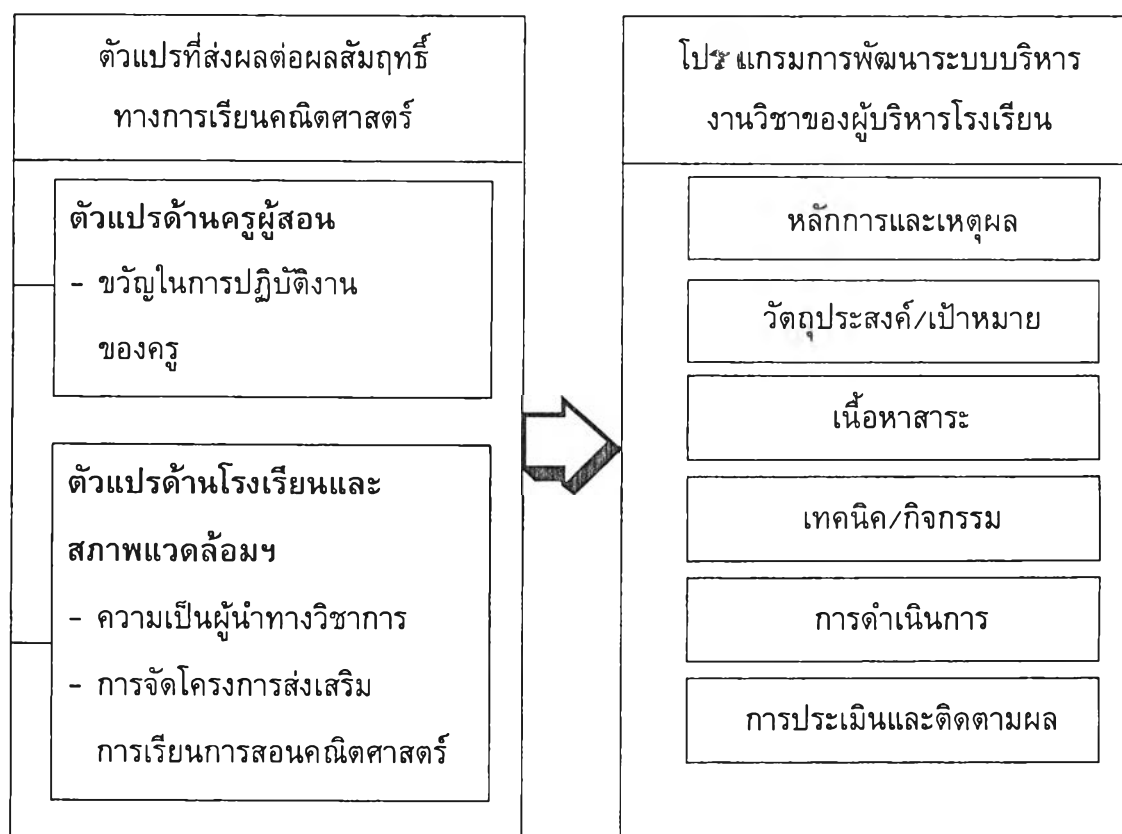 ตัวแปรที่ส่งผลต่อผลสัมฤทธิ์
ทางการเรียนคณิตศาสตร์
ตัวแปรด้านครูผู้สอน
- ขวัญในการปฏิบัติงาน
ของครู
ตัวแปรด้านโรงเรียนและ
สภาพแวดล้อมฯ
- ความเป็นผู้นำทางวิชาการ
- การจัดโครงการส่งเสริม
การเรียนการสอนคณิตศาสตร์
โปรแกรมการพัฒนาระบบบริหาร
งานวิชาของผู้บริหารโรงเรียน
หลักการและเหตุผล
วัตถุประสงค์/เป้าหมาย
เนื้อหาสาระ
เทคนิค/กิจกรรม
การดำเนินการ
การประเมินและติดตามผล